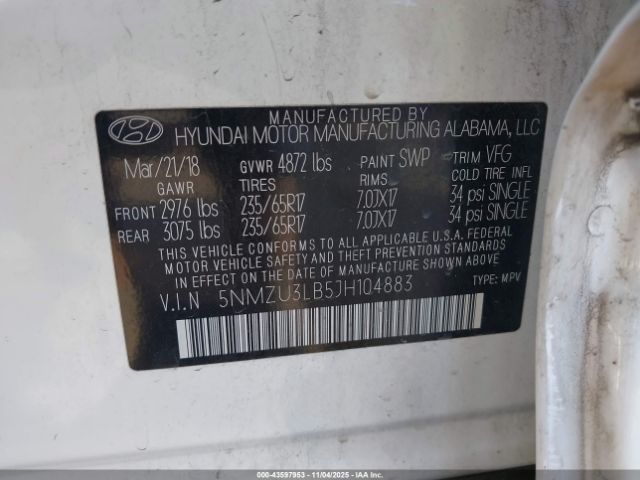 MANUFACTURED BY
HYUNDAI MOTOR MANUFACTURING ALABAMA, LLC
Mar/21/18 GVWR 4872 lbs PAINT SWP TRIM VFG
GAWR TIRES RIMS COLD TIRE INFL
FRONT 2976 lbs 235/65R17 7.0JX17 34 psi SINGLE
REAR 3075 lbs 235/65R17 7.0JX17 34 psi SINGLE
THIS VEHICLE CONFORMS TO ALL APPLICABLE U.S.A. FEDERAL
MOTOR VEHICLE SAFETY AND THEFT PREVENTION STANDARDS
IN EFFECT ON THE DATE OF MANUFACTURE SHOWN ABOVE.
V.I.N 5NMZU3LB5JH104883 TYPE: MPV
000-43597953 - 11/04/2025 - IAAI.COM